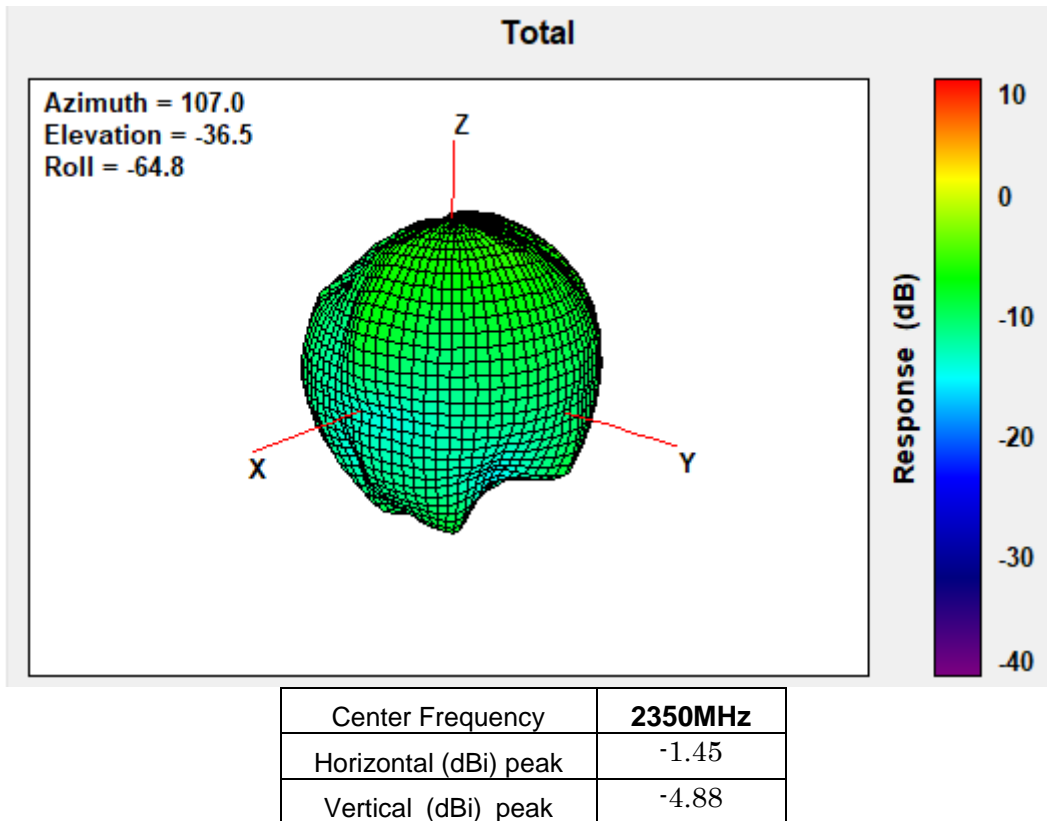 Total
Azimuth = 107.0
Elevation = -36.5
Roll = -64.8
Z
X
Y
10
0
-10
-20
-30
-40
Response (dB)
Center Frequency 2350MHz
Horizontal (dBi) peak -1.45
Vertical (dBi) peak -4.88